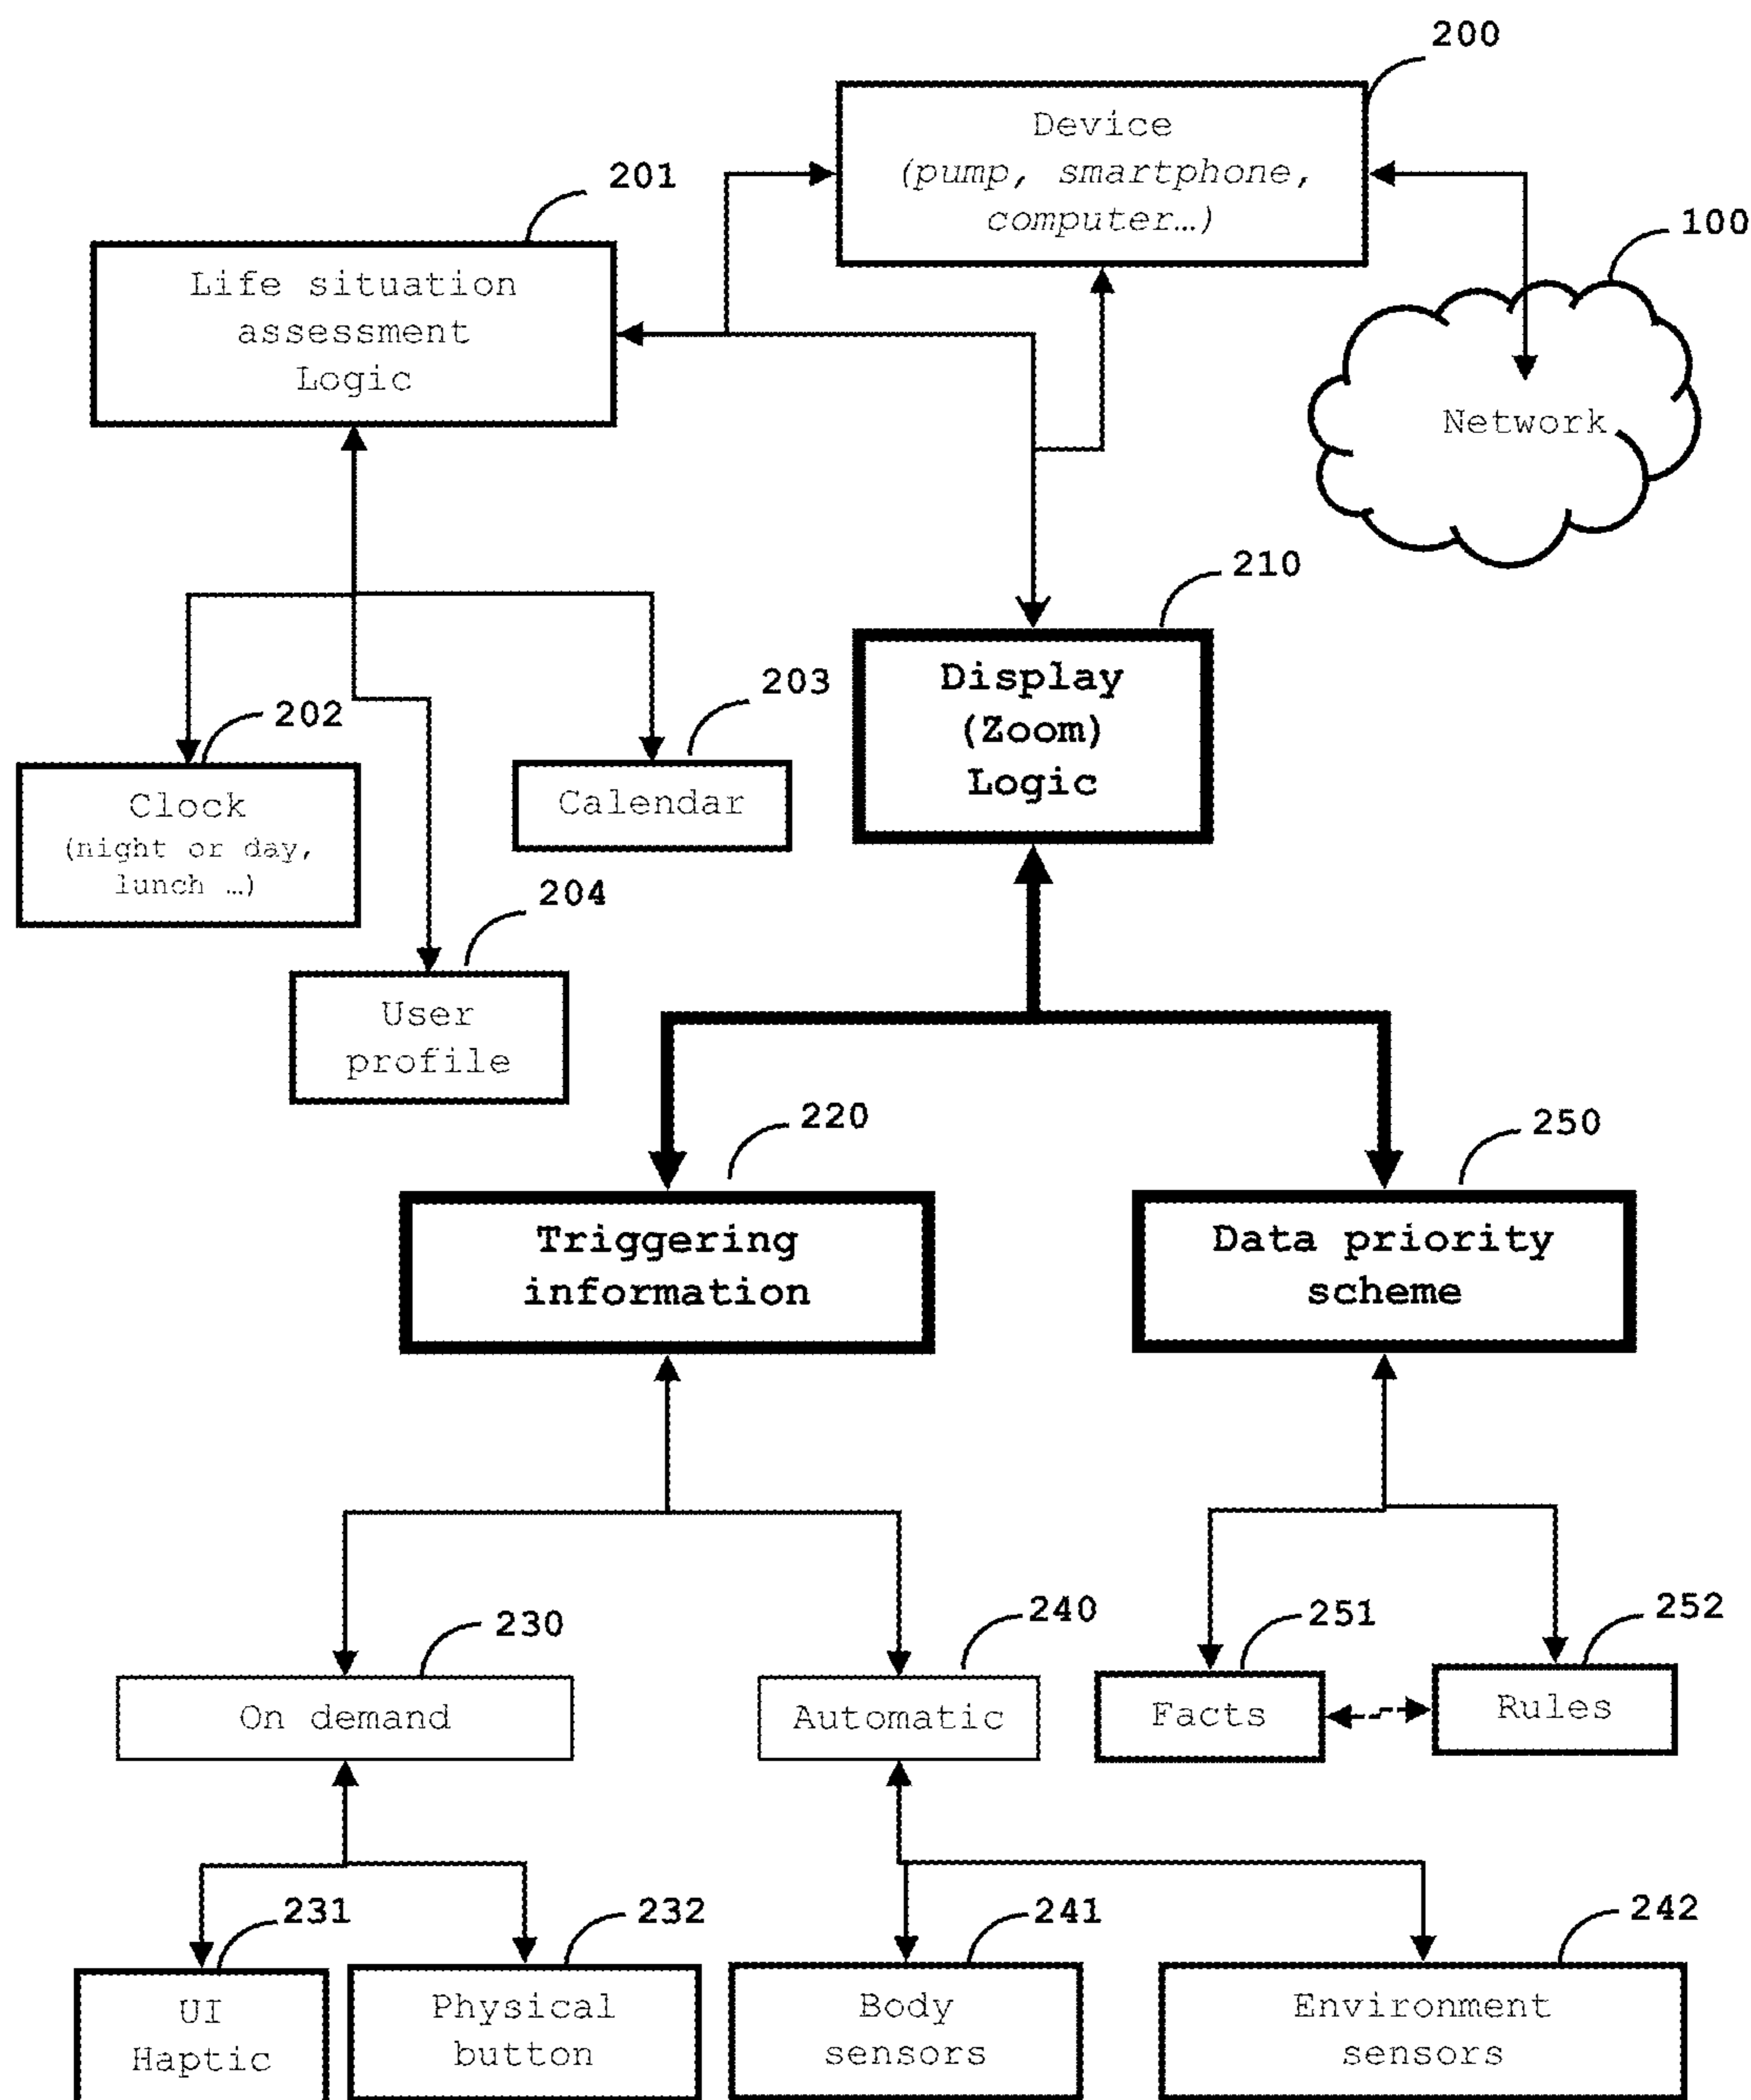 200
Device
(pump, smartphone,
computer…)
201
100
Life situation
assessment
Logic
Network
210
Display
(Zoom)
Logic
203
202
Calendar
Clock
(night or day,
lunch …)
204
User
profile
220
250
Triggering
information
Data priority
scheme
230
240
251
252
On demand
Automatic
Facts
Rules
231
232
241
242
UI
Haptic
Physical
button
Body
sensors
Environment
sensors